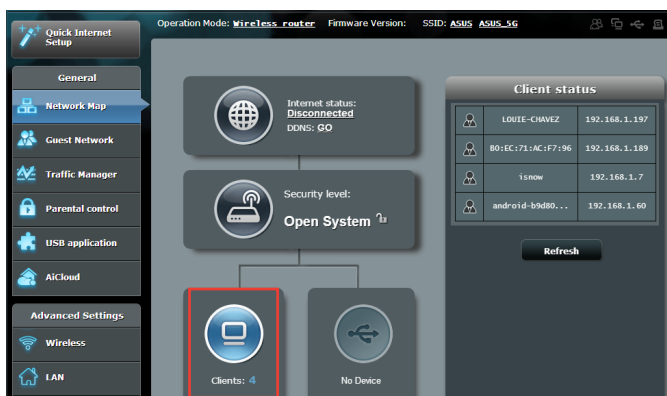 Quick Internet
Setup
Operation Mode: Wireless router Firmware Version: SSID: ASUS ASUS_5G
General
Network Map
Guest Network
Traffic Manager
Parental control
USB application
AiCloud
Advanced Settings
Wireless
LAN
Internet status:
Disconnected
DDNS: GO
Security level:
Open System
Clients: 4
No Device
Client status
LOUIE-CHAVEZ 192.168.1.197
B0:EC:71:AC:F7:96 192.168.1.189
isnow 192.168.1.7
android-b9d80... 192.168.1.60
Refresh